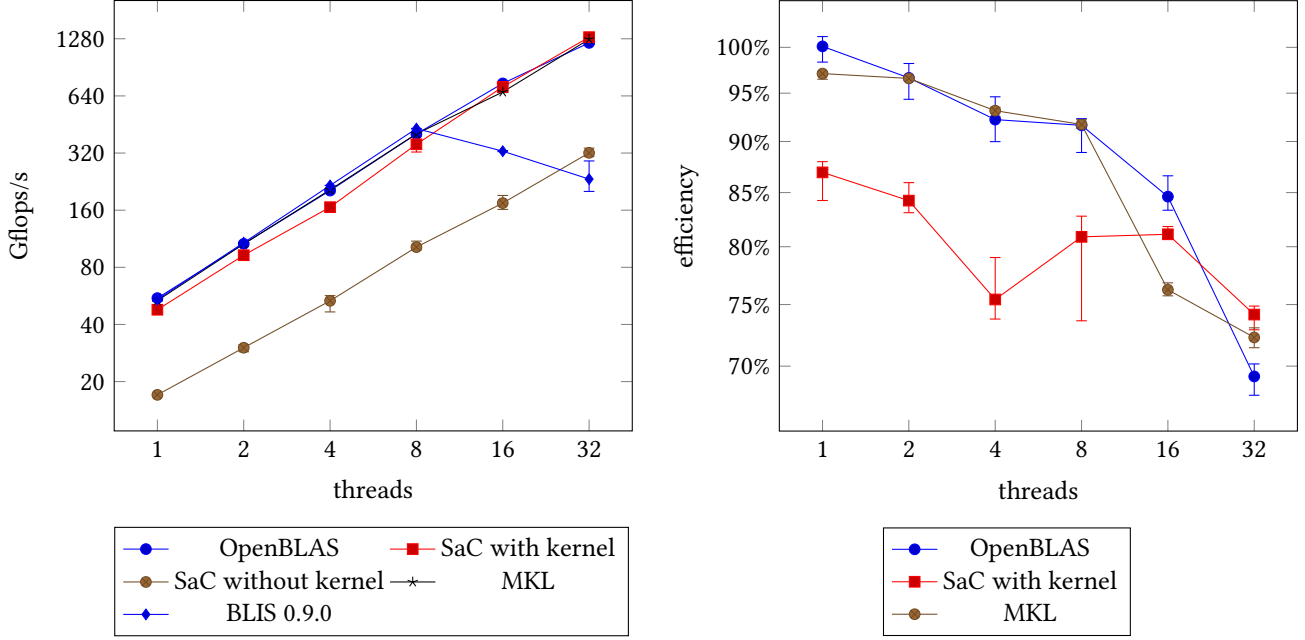 1280
640
320
160
80
40
20
Gflops/s
1 2 4 8 16 32
threads
OpenBLAS SaC with kernel
SaC without kernel MKL
BLIS 0.9.0
100%
95%
90%
85%
80%
75%
70%
efficiency
1 2 4 8 16 32
threads
OpenBLAS
SaC with kernel
MKL